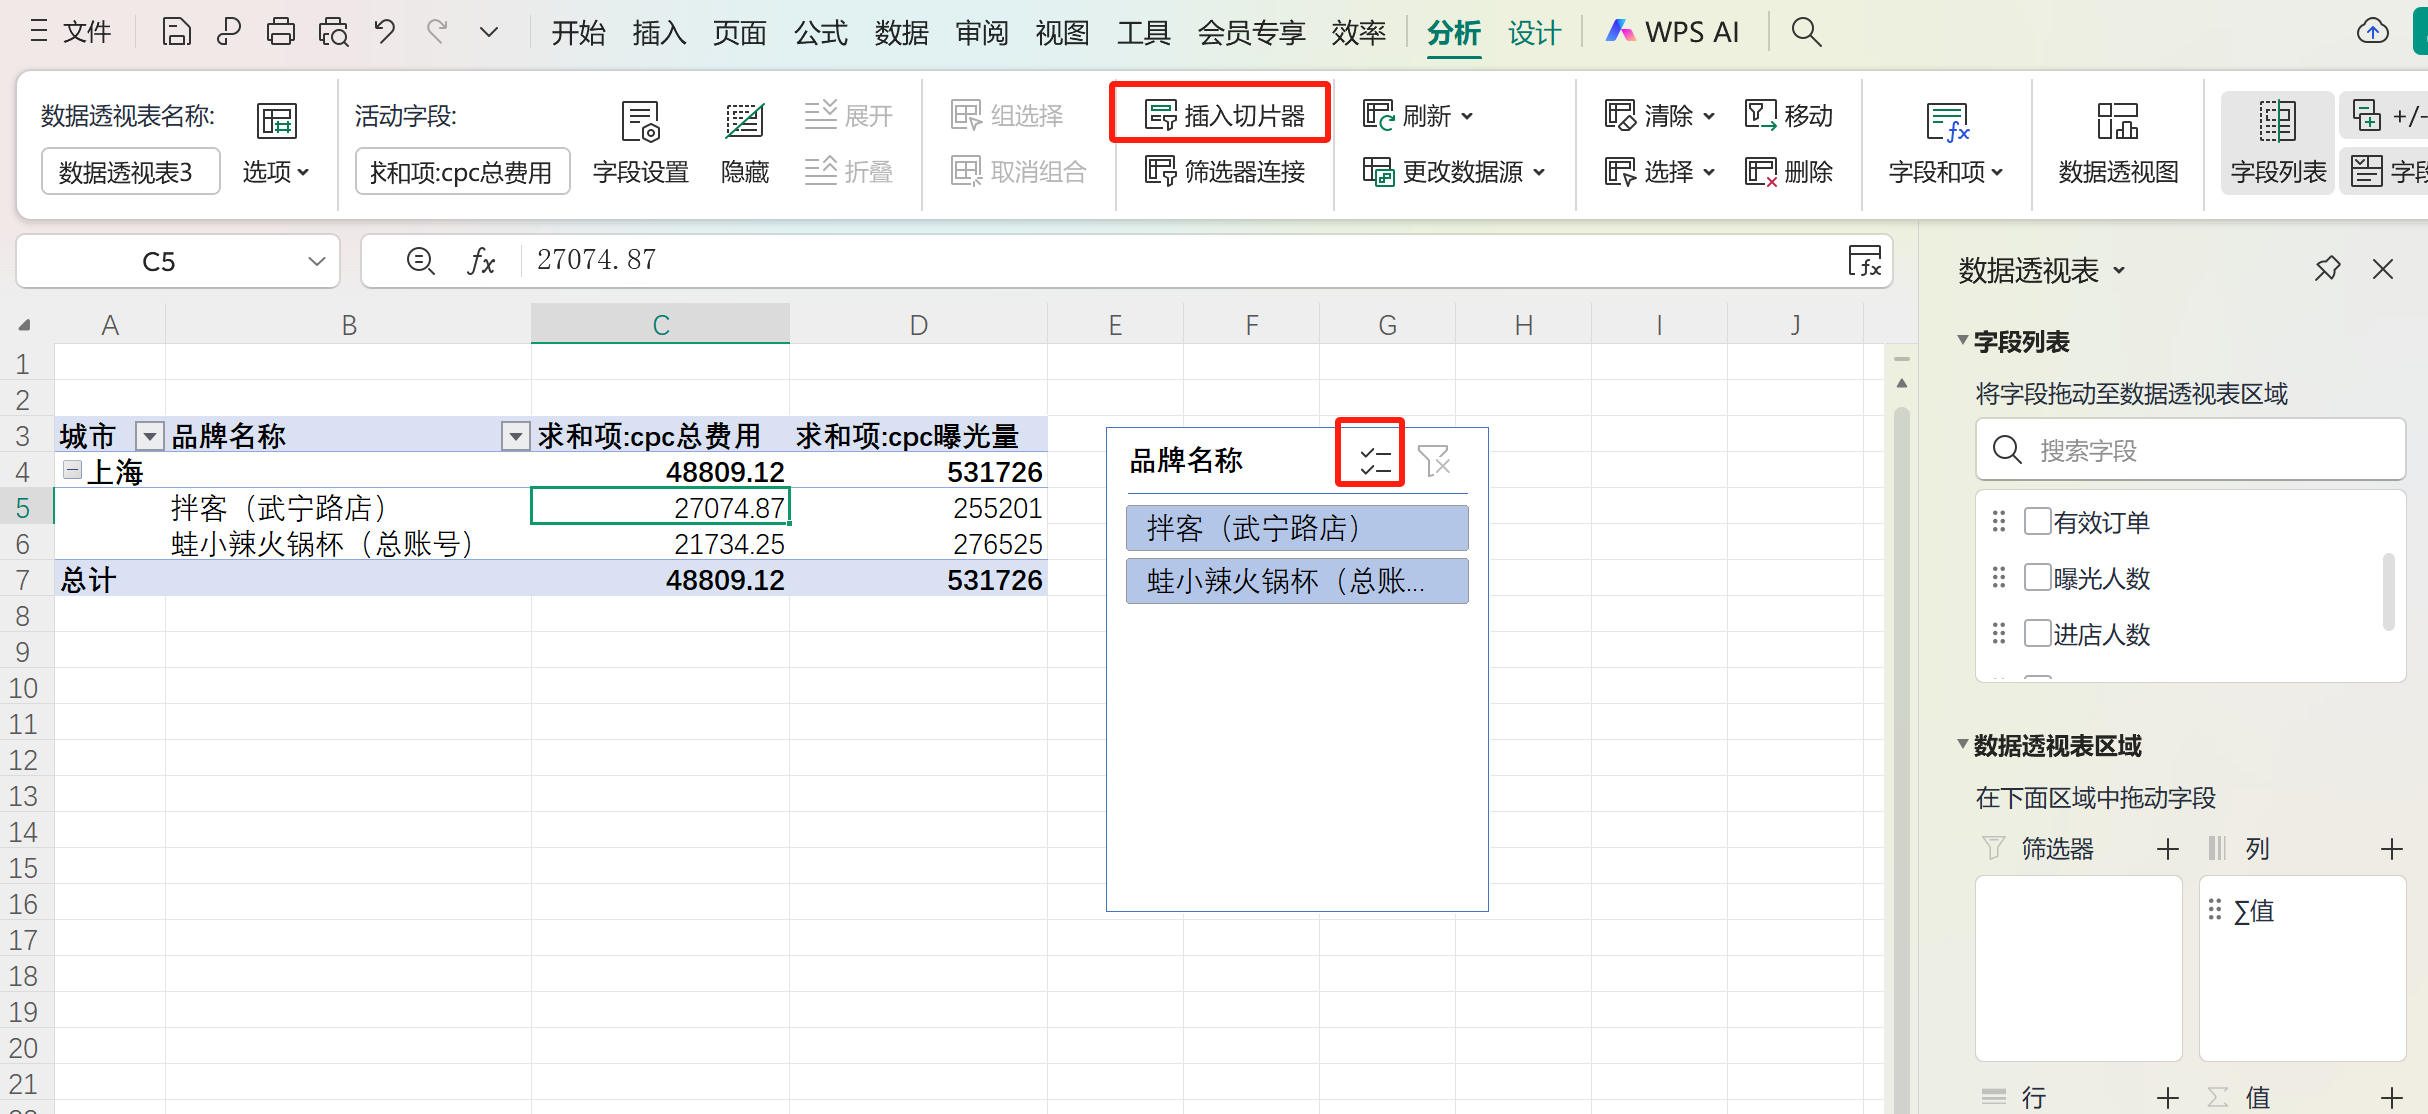 文件 开始 插入 页面 公式 数据 审阅 视图 工具 会员专享 效率 分析 设计 WPS AI
数据透视表名称: 活动字段: 展开 组选择 插入切片器 刷新 清除 移动 +/-
数据透视表3 选项 求和项:cpc总费用 字段设置 隐藏 折叠 取消组合 筛选器连接 更改数据源 选择 删除 字段和项 数据透视图 字段列表 字段
C5 fx 27074.87
数据透视表
A B C D E F G H I J
字段列表
将字段拖动至数据透视表区域
搜索字段
有效订单
曝光人数
进店人数
1
2
3 城市 品牌名称 求和项:cpc总费用 求和项:cpc曝光量
4 上海 48809.12 531726
5 拌客（武宁路店） 27074.87 255201
6 蛙小辣火锅杯（总账号） 21734.25 276525
7 总计 48809.12 531726
8
9
10
11
12
13
14
15
16
17
18
19
20
21
品牌名称
拌客（武宁路店）
蛙小辣火锅杯（总账...
数据透视表区域
在下面区域中拖动字段
筛选器 列
∑值
行 值